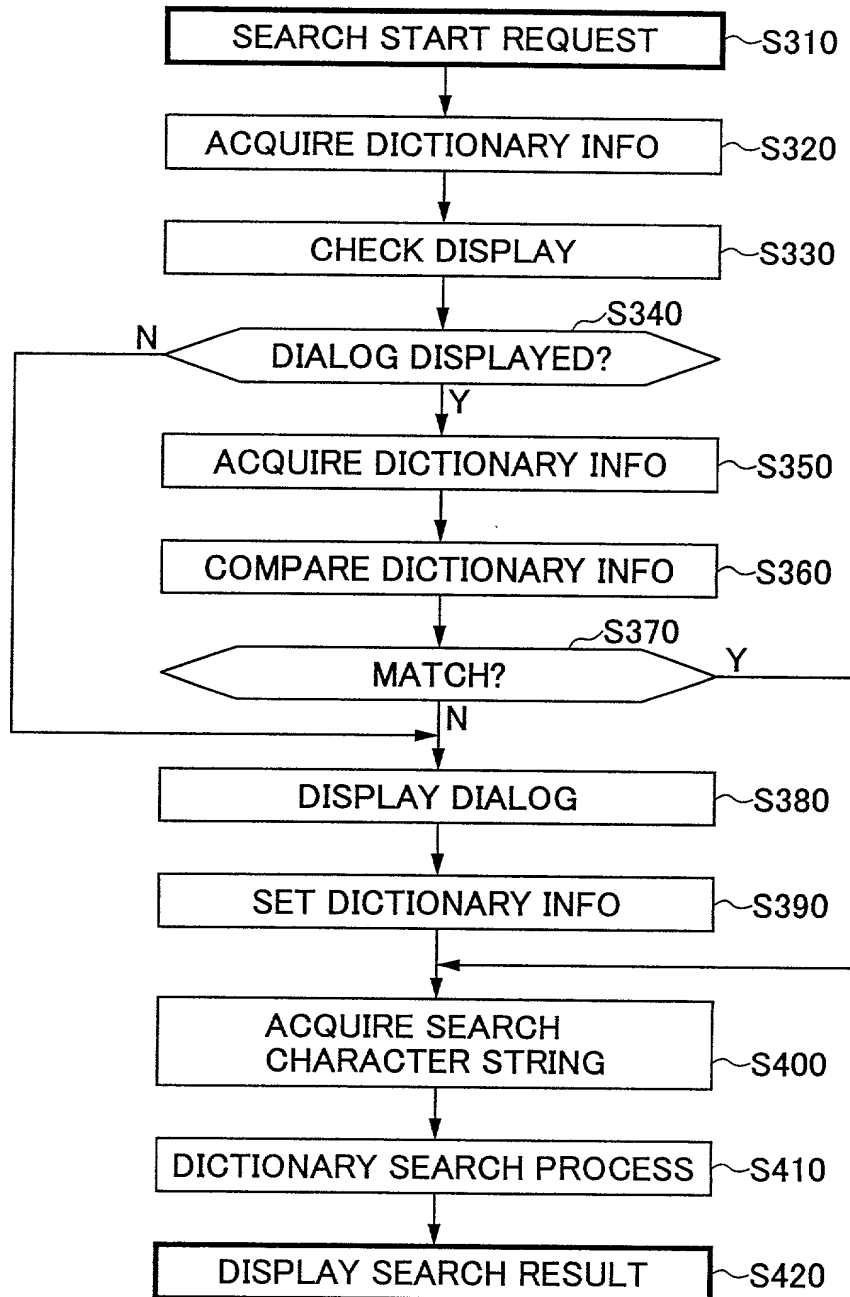 SEARCH START REQUEST S310
ACQUIRE DICTIONARY INFO S320
CHECK DISPLAY S330
S340
N
DIALOG DISPLAYED?
Y
ACQUIRE DICTIONARY INFO S350
COMPARE DICTIONARY INFO S360
S370
MATCH? Y
N
DISPLAY DIALOG S380
SET DICTIONARY INFO S390
ACQUIRE SEARCH
CHARACTER STRING S400
DICTIONARY SEARCH PROCESS S410
DISPLAY SEARCH RESULT S420